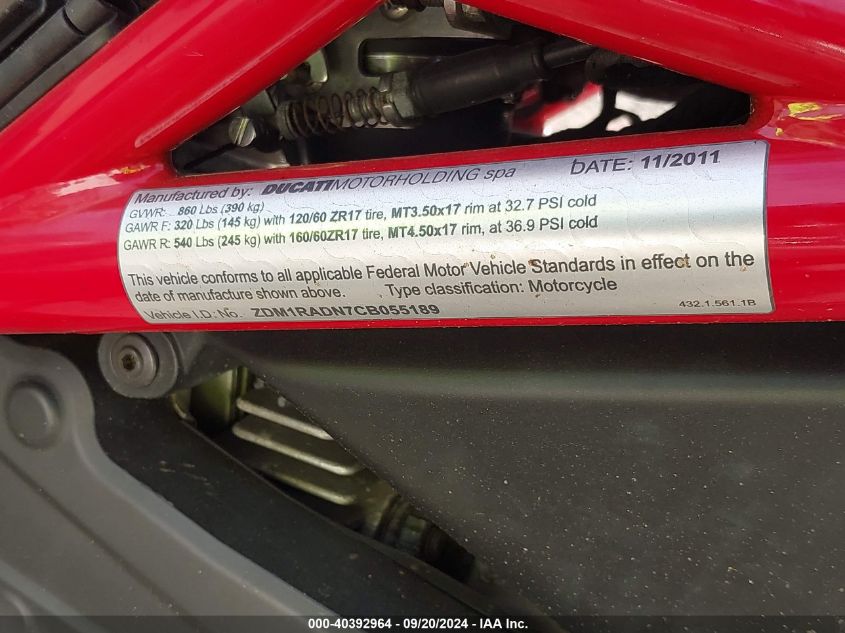 Manufactured by: DUCATIMOTORHOLDING spa DATE: 11/2011
GVWR: 860 Lbs (390 kg)
GAWR F: 320 Lbs (145 kg) with 120/60 ZR17 tire, MT3.50x17 rim at 32.7 PSI cold
GAWR R: 540 Lbs (245 kg) with 160/60ZR17 tire, MT4.50x17 rim, at 36.9 PSI cold
This vehicle conforms to all applicable Federal Motor Vehicle Standards in effect on the
date of manufacture shown above. Type classification: Motorcycle
Vehicle I.D: No. ZDM1RADN7CB055189 432.1.561.1B
000-40392964 - 09/20/2024 - IAA, Inc.